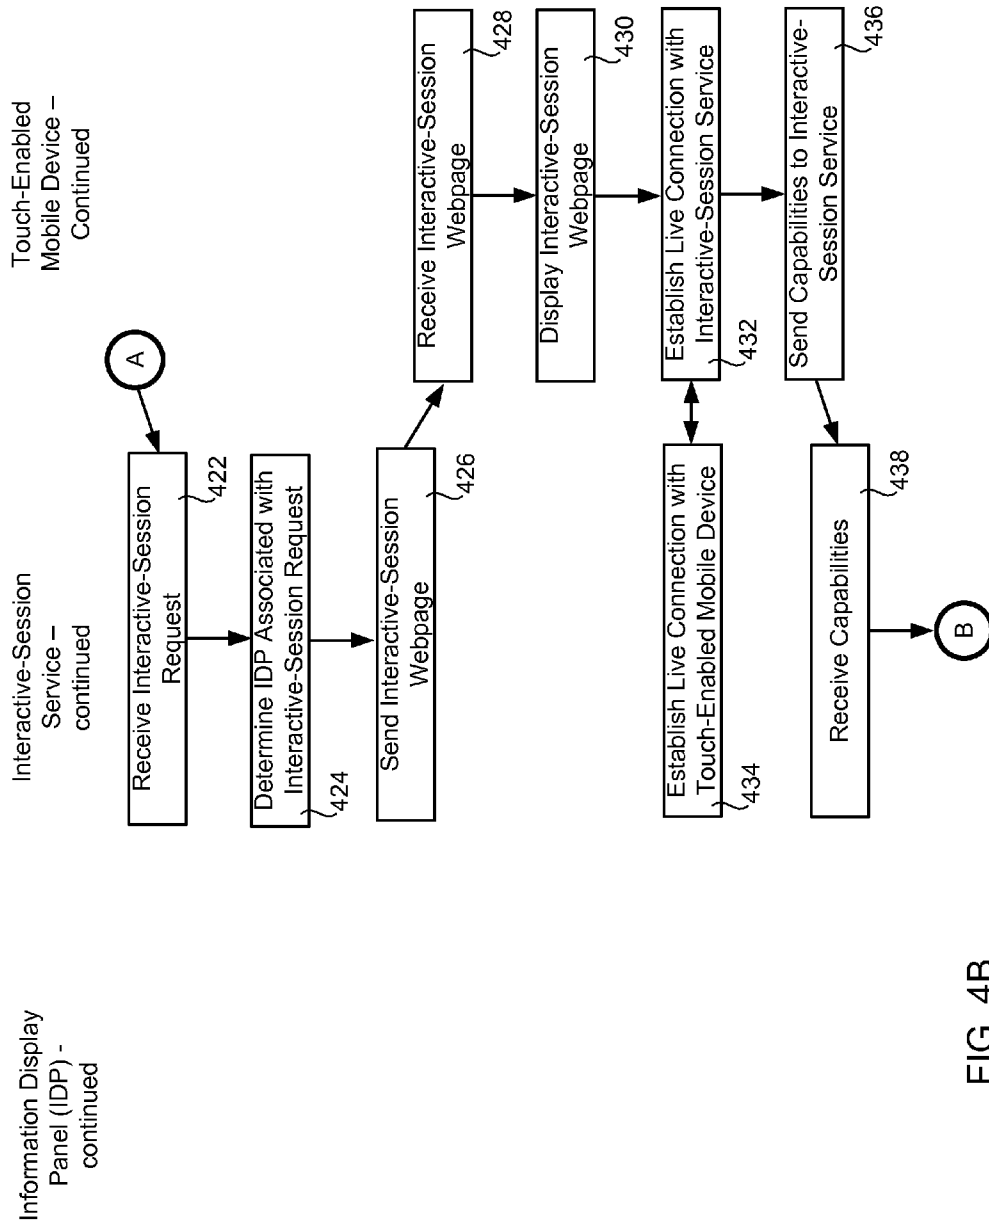 Information Display
Panel (IDP) -
continued
Interactive-Session
Service –
continued
Touch-Enabled
Mobile Device –
Continued
A
Receive Interactive-Session
Request
422
Determine IDP Associated with
Interactive-Session Request
424
Send Interactive-Session
Webpage
426
Receive Interactive-Session
Webpage
428
Display Interactive-Session
Webpage
430
Establish Live Connection with
Interactive-Session Service
432
Establish Live Connection with
Touch-Enabled Mobile Device
434
Send Capabilities to Interactive-
Session Service
436
Receive Capabilities
438
B
FIG. 4B